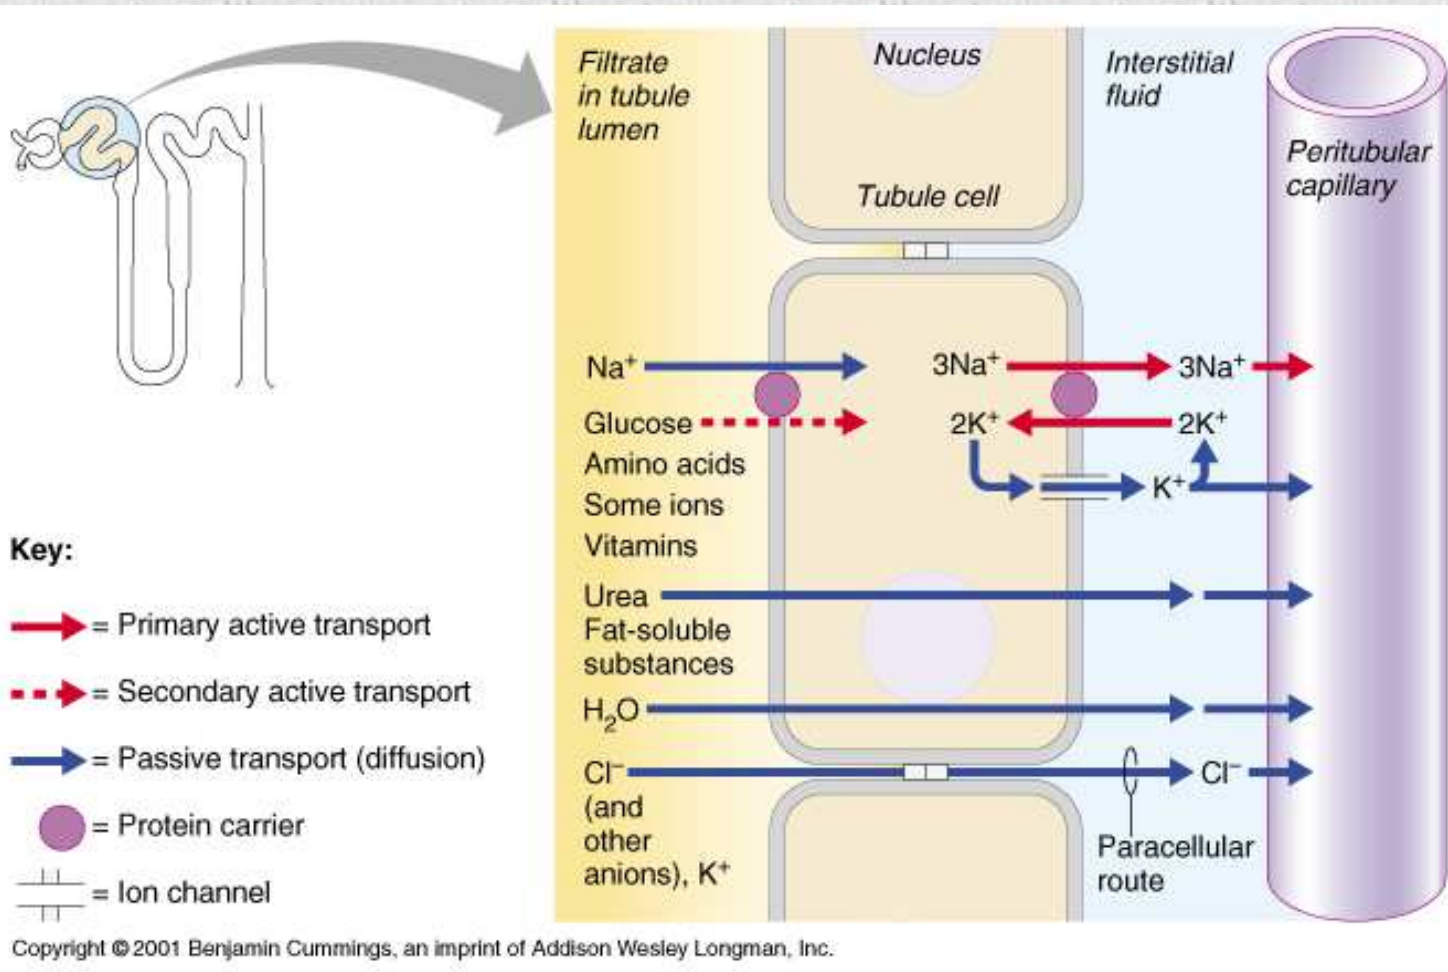 Filtrate
in tubule
lumen
Nucleus
Tubule cell
Interstitial
fluid
Peritubular
capillary
Na⁺
3Na⁺
3Na⁺
Glucose
2K⁺
2K⁺
Amino acids
Some ions
K⁺
Vitamins
Urea
Fat-soluble
substances
H₂O
Cl⁻
(and
other
anions), K⁺
Cl⁻
Paracellular
route
Key:
= Primary active transport
= Secondary active transport
= Passive transport (diffusion)
= Protein carrier
= Ion channel
Copyright © 2001 Benjamin Cummings, an imprint of Addison Wesley Longman, Inc.